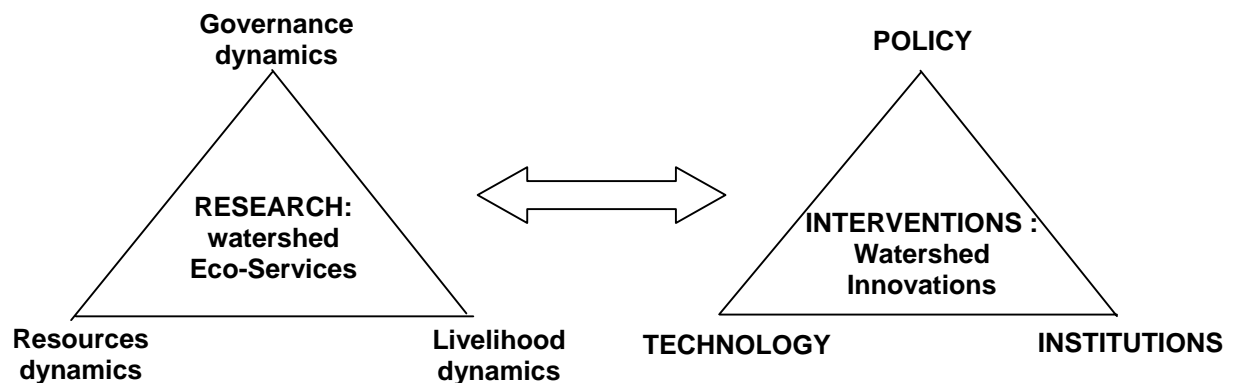 Governance
dynamics
RESEARCH:
watershed
Eco-Services
Resources
dynamics
Livelihood
dynamics
POLICY
INTERVENTIONS :
Watershed
Innovations
TECHNOLOGY
INSTITUTIONS